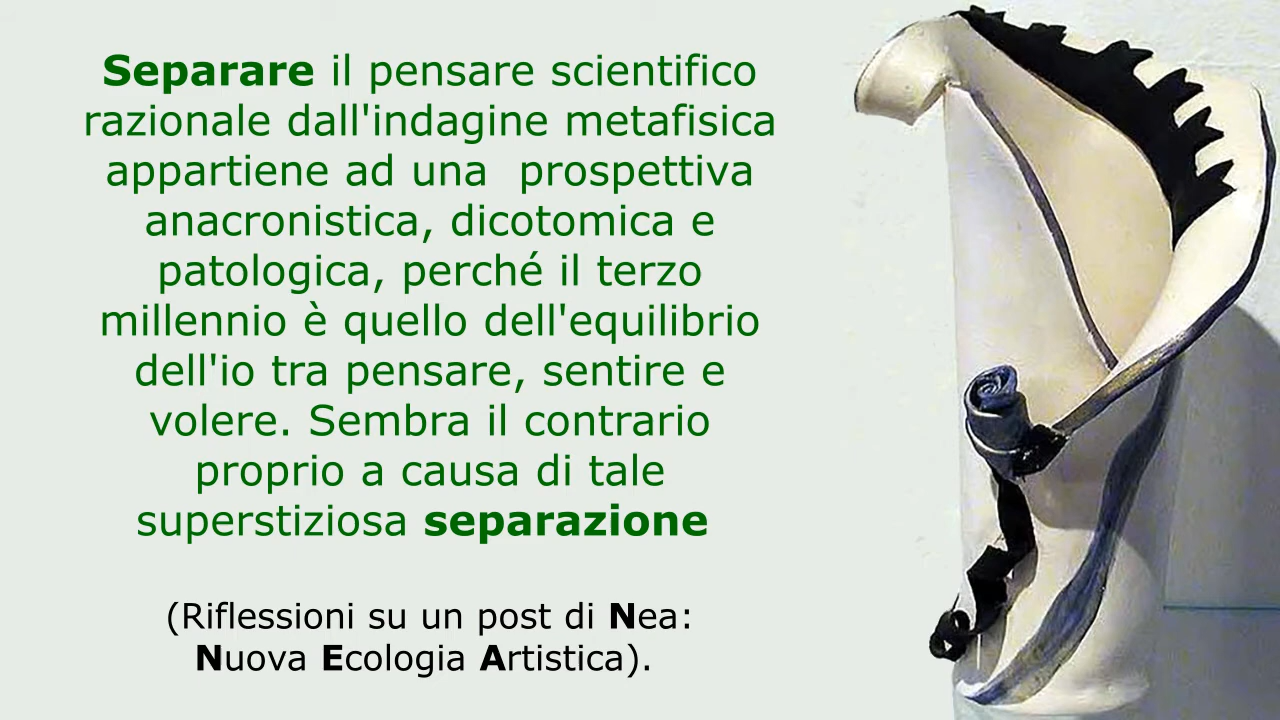 Separare il pensare scientifico
razionale dall'indagine metafisica
appartiene ad una  prospettiva
anacronistica, dicotomica e
patologica, perché il terzo
millennio è quello dell'equilibrio
dell'io tra pensare, sentire e
volere. Sembra il contrario
proprio a causa di tale
superstiziosa separazione
(Riflessioni su un post di Nea:
Nuova Ecologia Artistica).